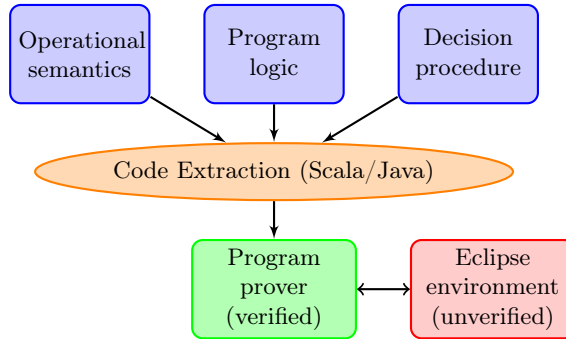 Operational
semantics
Program
logic
Decision
procedure
Code Extraction (Scala/Java)
Program
prover
(verified)
Eclipse
environment
(unverified)